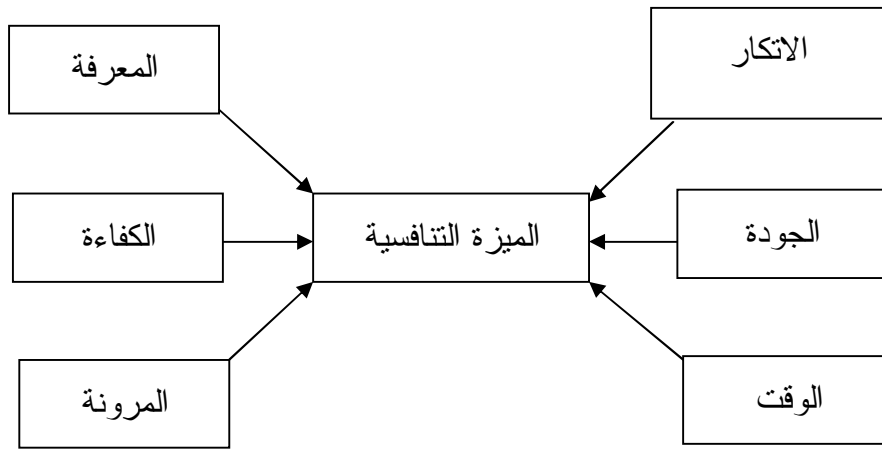 الاتكار
المعرفة
الجودة
الميزة التنافسية
الكفاءة
الوقت
المرونة